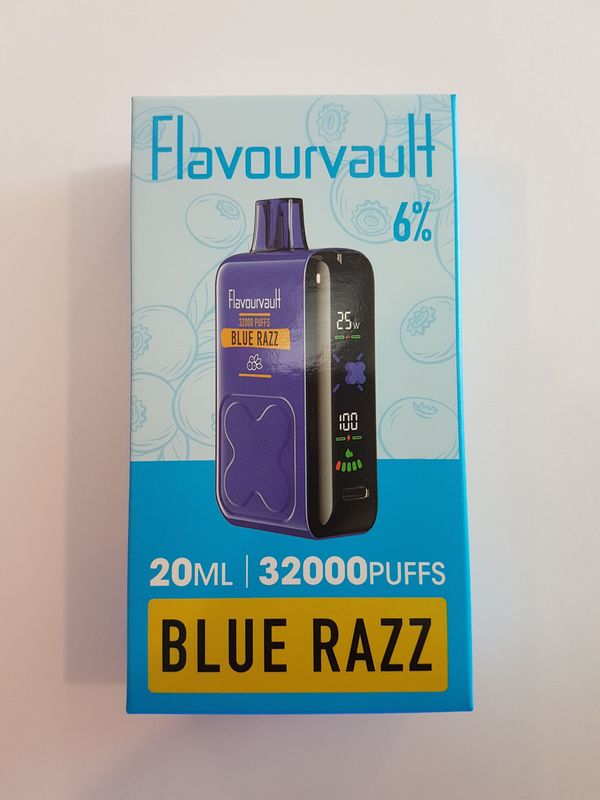 Flavourvault
6%
Flavourvault
32000 PUFFS
BLUE RAZZ
25W
100
20ML | 32000PUFFS
BLUE RAZZ